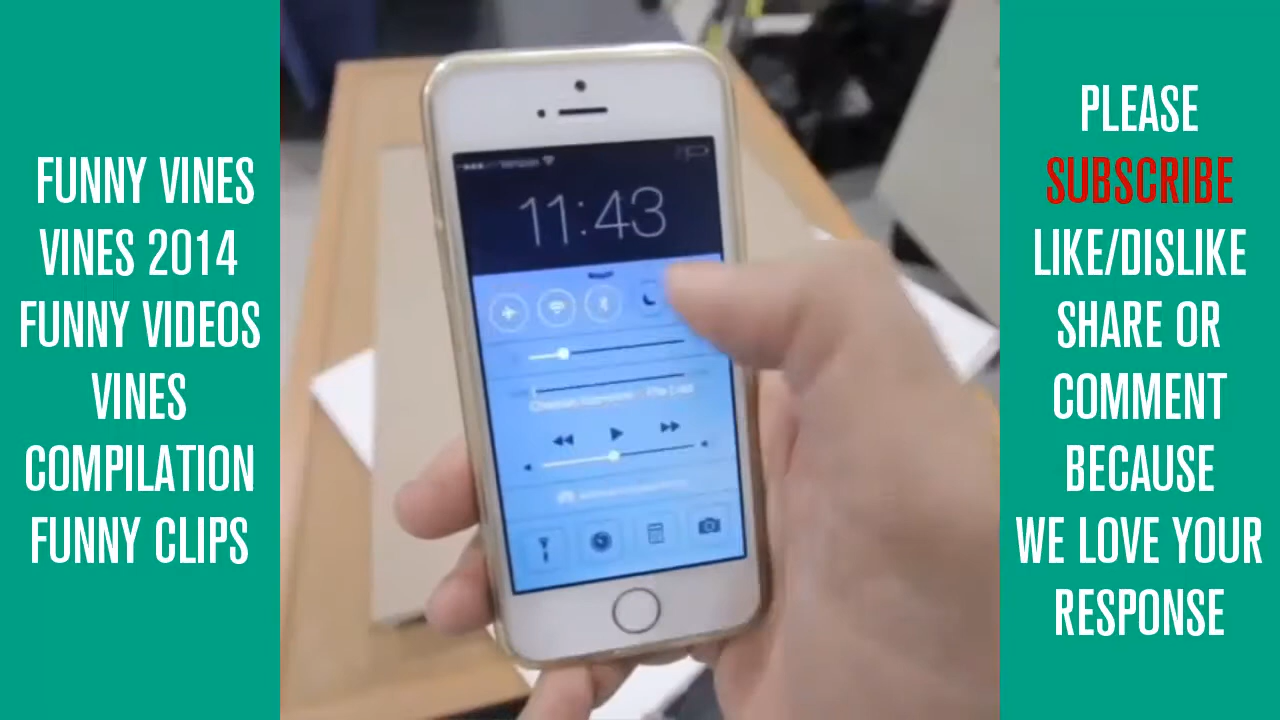 FUNNY VINES
VINES 2014
FUNNY VIDEOS
VINES
COMPILATION
FUNNY CLIPS
11:43
PLEASE
SUBSCRIBE
LIKE/DISLIKE
SHARE OR
COMMENT
BECAUSE
WE LOVE YOUR
RESPONSE